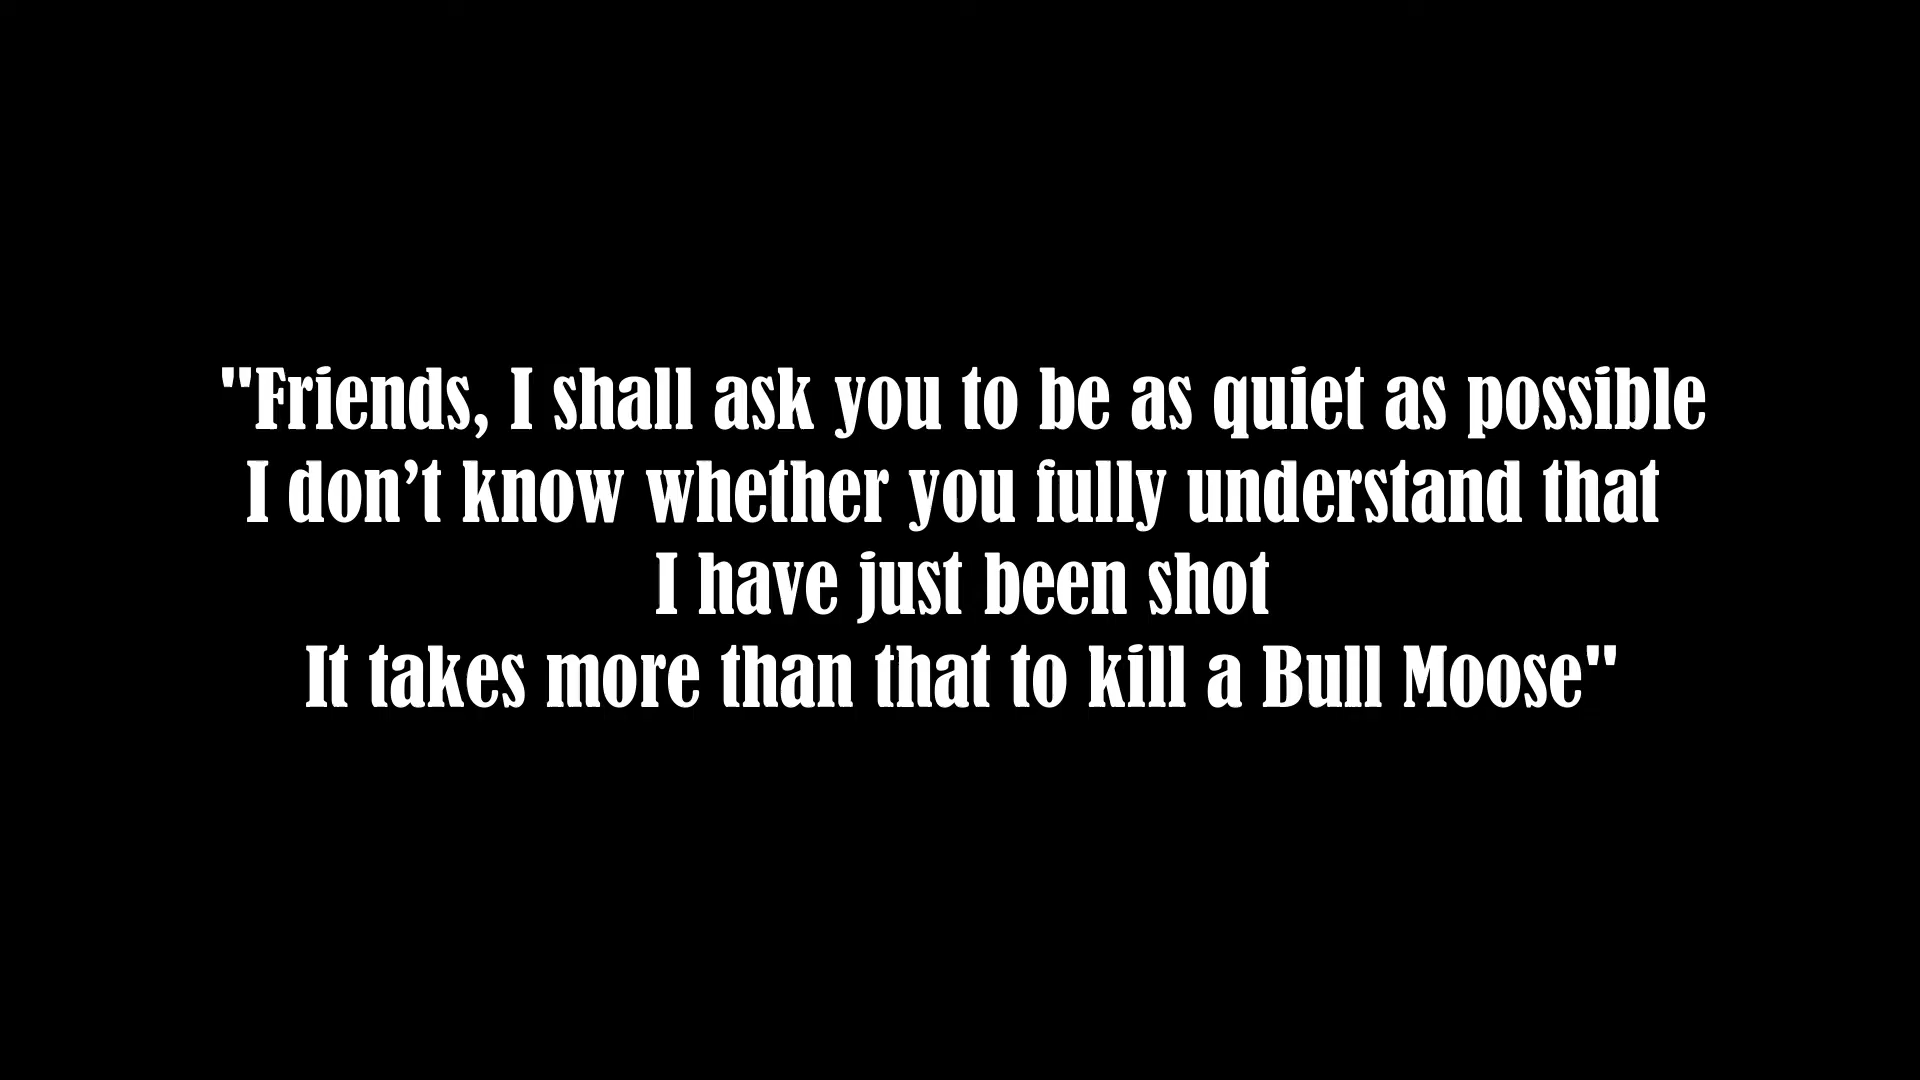 "Friends, I shall ask you to be as quiet as possible
I don’t know whether you fully understand that
I have just been shot
It takes more than that to kill a Bull Moose"